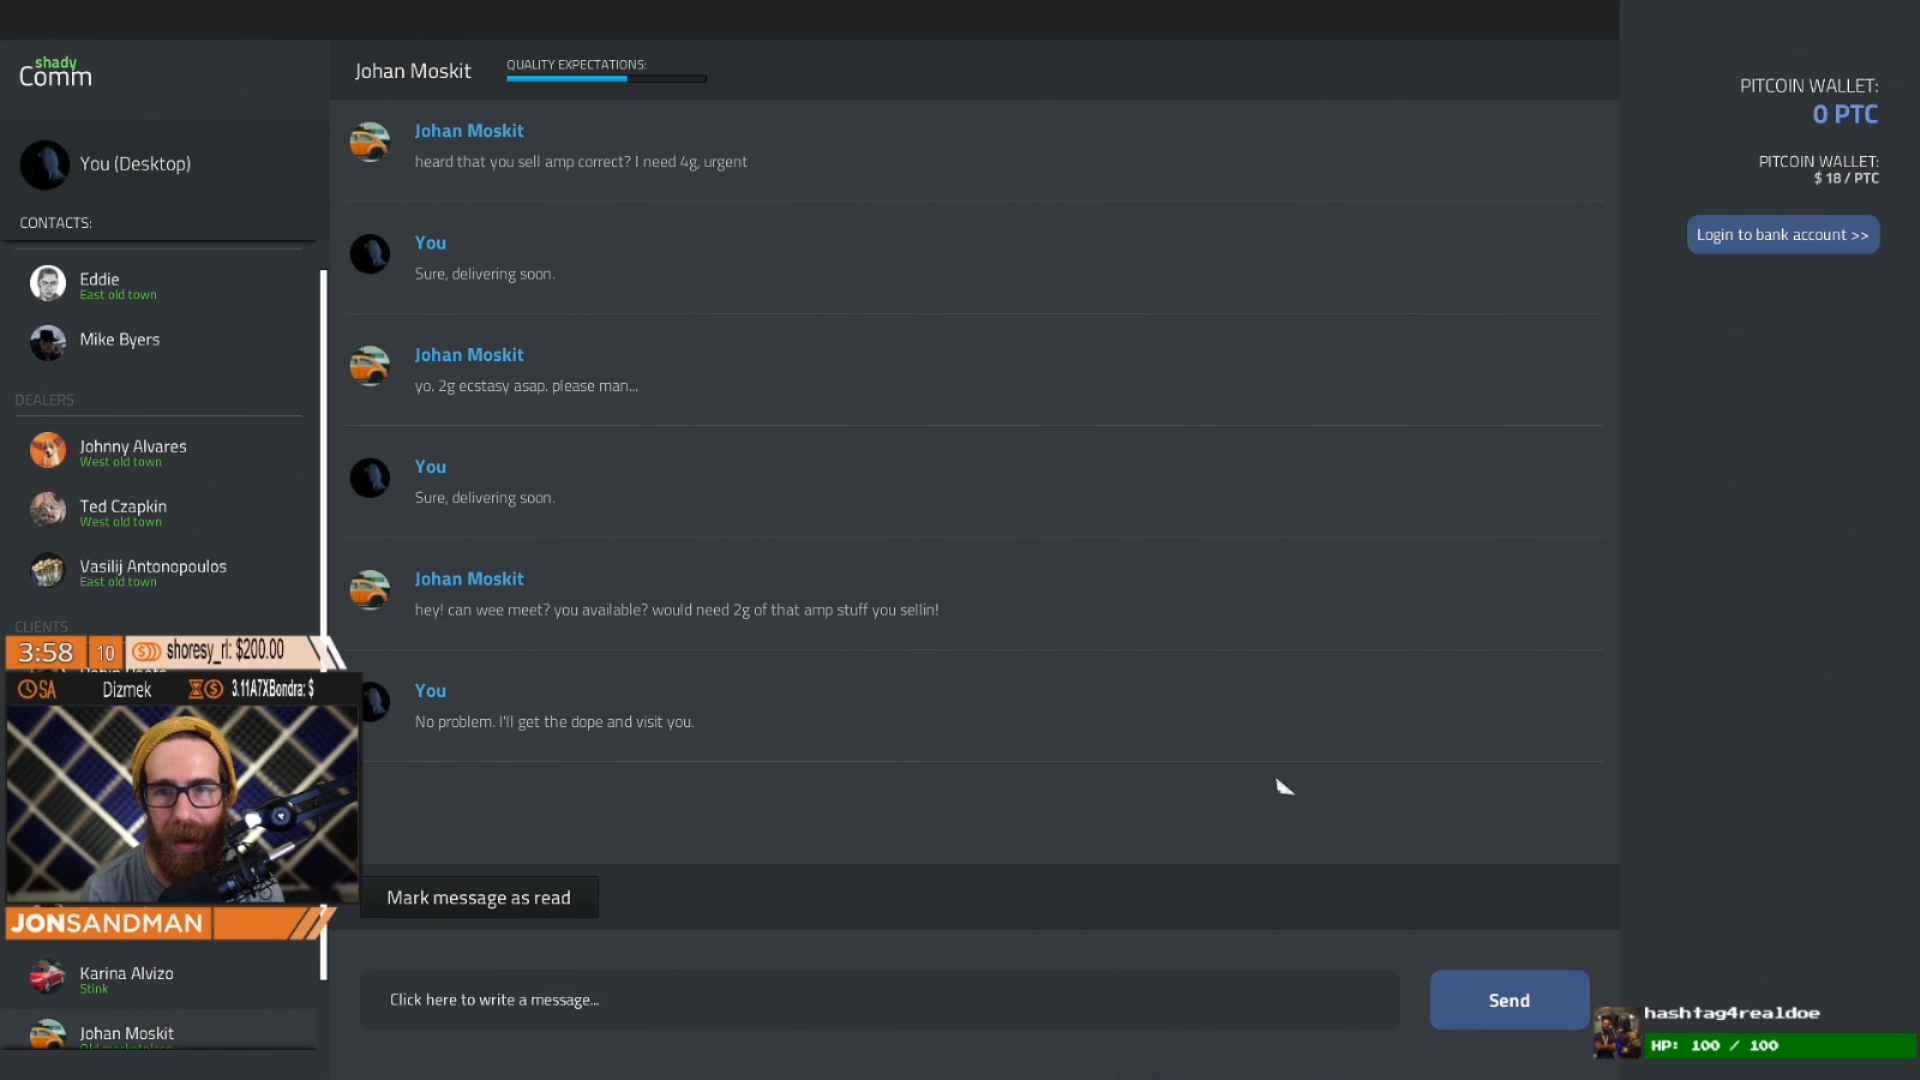 shady
Comm
You (Desktop)
CONTACTS:
Eddie
East old town
Mike Byers
DEALERS
Johnny Alvares
West old town
Ted Czapkin
West old town
Vasilij Antonopoulos
East old town
CLIENTS
3:58 10 shoresy_rl: $200.00
SA Dizmek 3.11A7XBondra: $
JONSANDMAN
Karina Alvizo
Stink
Johan Moskit
Old marketplace
Johan Moskit
QUALITY EXPECTATIONS:
Johan Moskit
heard that you sell amp correct? I need 4g, urgent
You
Sure, delivering soon.
Johan Moskit
yo. 2g ecstasy asap. please man...
You
Sure, delivering soon.
Johan Moskit
hey! can wee meet? you available? would need 2g of that amp stuff you sellin!
You
No problem. I'll get the dope and visit you.
Mark message as read
Click here to write a message...
Send
PITCOIN WALLET:
0 PTC
PITCOIN WALLET:
$ 18 / PTC
Login to bank account >>
hashtag4realdoe
HP: 100 / 100